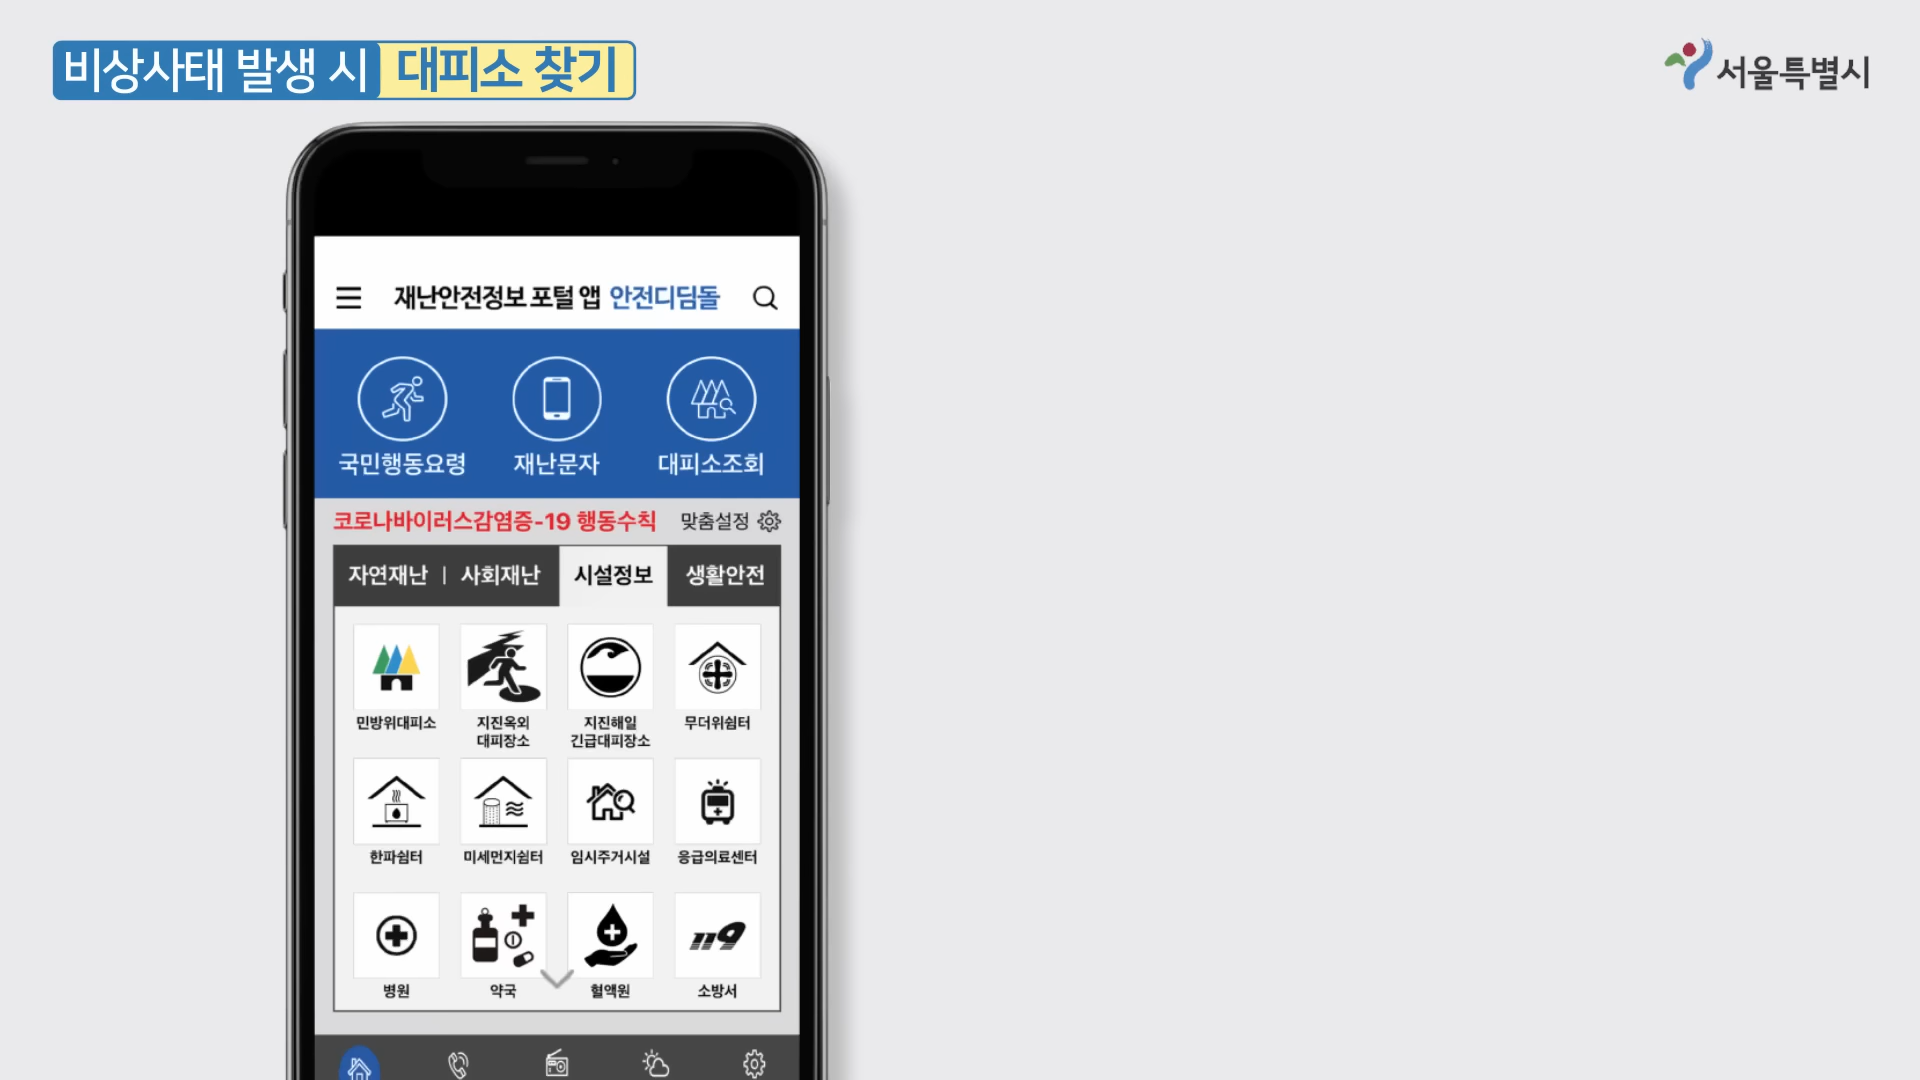 비상사태 발생 시 대피소 찾기
서울특별시
재난안전정보 포털 앱 안전디딤돌
국민행동요령 재난문자 대피소조회
코로나바이러스감염증-19 행동수칙 맞춤설정
자연재난 | 사회재난 시설정보 생활안전
민방위대피소
지진옥외
대피장소
지진해일
긴급대피장소
무더위쉼터
한파쉼터 미세먼지쉼터 임시주거시설 응급의료센터
119
병원 약국 혈액원 소방서